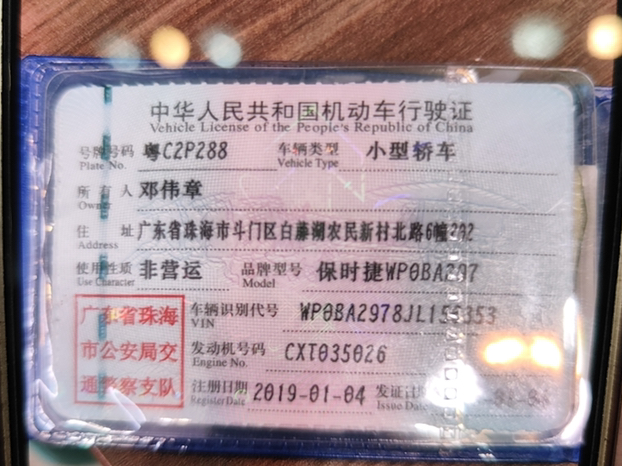 中华人民共和国机动车行驶证
Vehicle License of the People's Republic of China
号牌号码 粤C2P288 车辆类型 小型轿车
Plate No. Vehicle Type
所有人 邓伟章
Owner
住址 广东省珠海市斗门区白藤湖农民新村北路6幢202
Address
使用性质 非营运 品牌型号 保时捷WP0BA297
Use Character Model
广东省珠海 车辆识别代号 WP0BA2978JL
VIN
市公安局交 发动机号码 CXT035026
Engine No.
通警察支队 注册日期 2019-01-04 发证日期
Register Date Issue Date